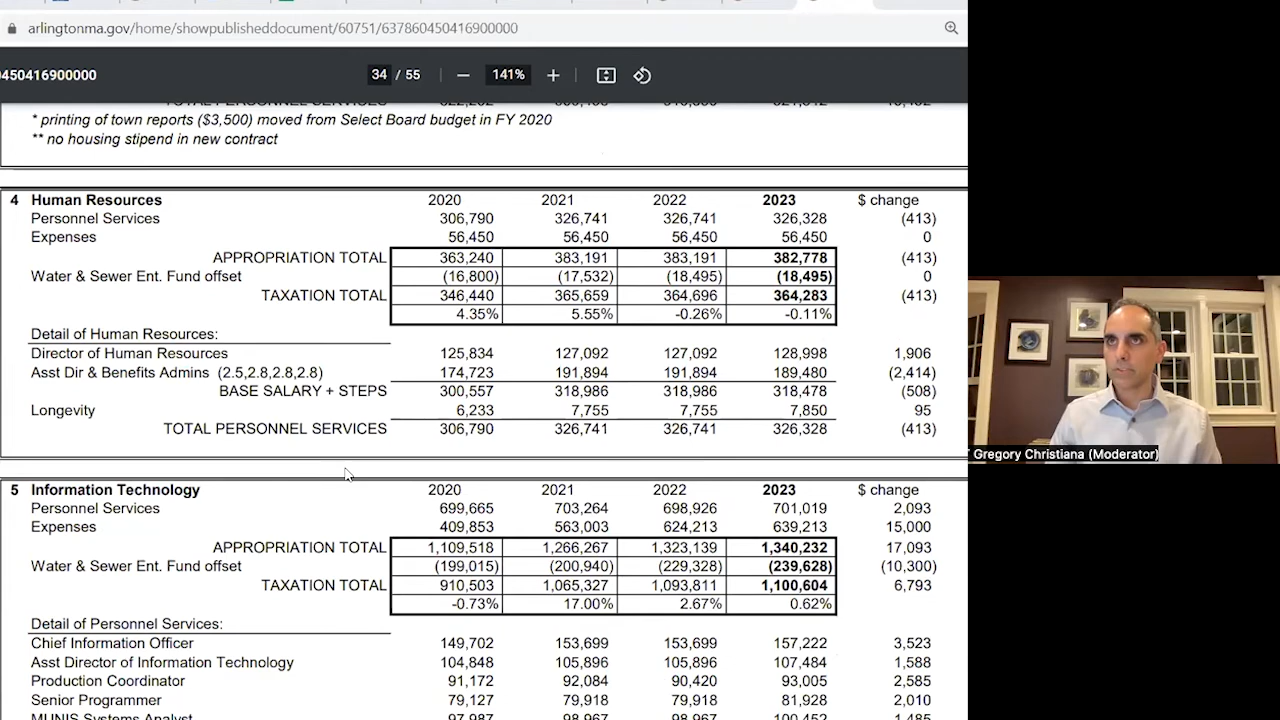 arlingtonma.gov/home/showpublisheddocument/60751/637860450416900000
0450416900000 34 / 55 — 141% +
* printing of town reports ($3,500) moved from Select Board budget in FY 2020
** no housing stipend in new contract
4 Human Resources 2020 2021 2022 2023 $ change
Personnel Services 306,790 326,741 326,741 326,328 (413)
Expenses 56,450 56,450 56,450 56,450 0
APPROPRIATION TOTAL 363,240 383,191 383,191 382,778 (413)
Water & Sewer Ent. Fund offset (16,800) (17,532) (18,495) (18,495) 0
TAXATION TOTAL 346,440 365,659 364,696 364,283 (413)
4.35% 5.55% -0.26% -0.11%
Detail of Human Resources:
Director of Human Resources 125,834 127,092 127,092 128,998 1,906
Asst Dir & Benefits Admins (2.5,2.8,2.8,2.8) 174,723 191,894 191,894 189,480 (2,414)
BASE SALARY + STEPS 300,557 318,986 318,986 318,478 (508)
Longevity 6,233 7,755 7,755 7,850 95
TOTAL PERSONNEL SERVICES 306,790 326,741 326,741 326,328 (413)
Gregory Christiana (Moderator)
5 Information Technology 2020 2021 2022 2023 $ change
Personnel Services 699,665 703,264 698,926 701,019 2,093
Expenses 409,853 563,003 624,213 639,213 15,000
APPROPRIATION TOTAL 1,109,518 1,266,267 1,323,139 1,340,232 17,093
Water & Sewer Ent. Fund offset (199,015) (200,940) (229,328) (239,628) (10,300)
TAXATION TOTAL 910,503 1,065,327 1,093,811 1,100,604 6,793
-0.73% 17.00% 2.67% 0.62%
Detail of Personnel Services:
Chief Information Officer 149,702 153,699 153,699 157,222 3,523
Asst Director of Information Technology 104,848 105,896 105,896 107,484 1,588
Production Coordinator 91,172 92,084 90,420 93,005 2,585
Senior Programmer 79,127 79,918 79,918 81,928 2,010
MUNIS Systems Analyst 97,987 98,967 98,967 100,452 1,485